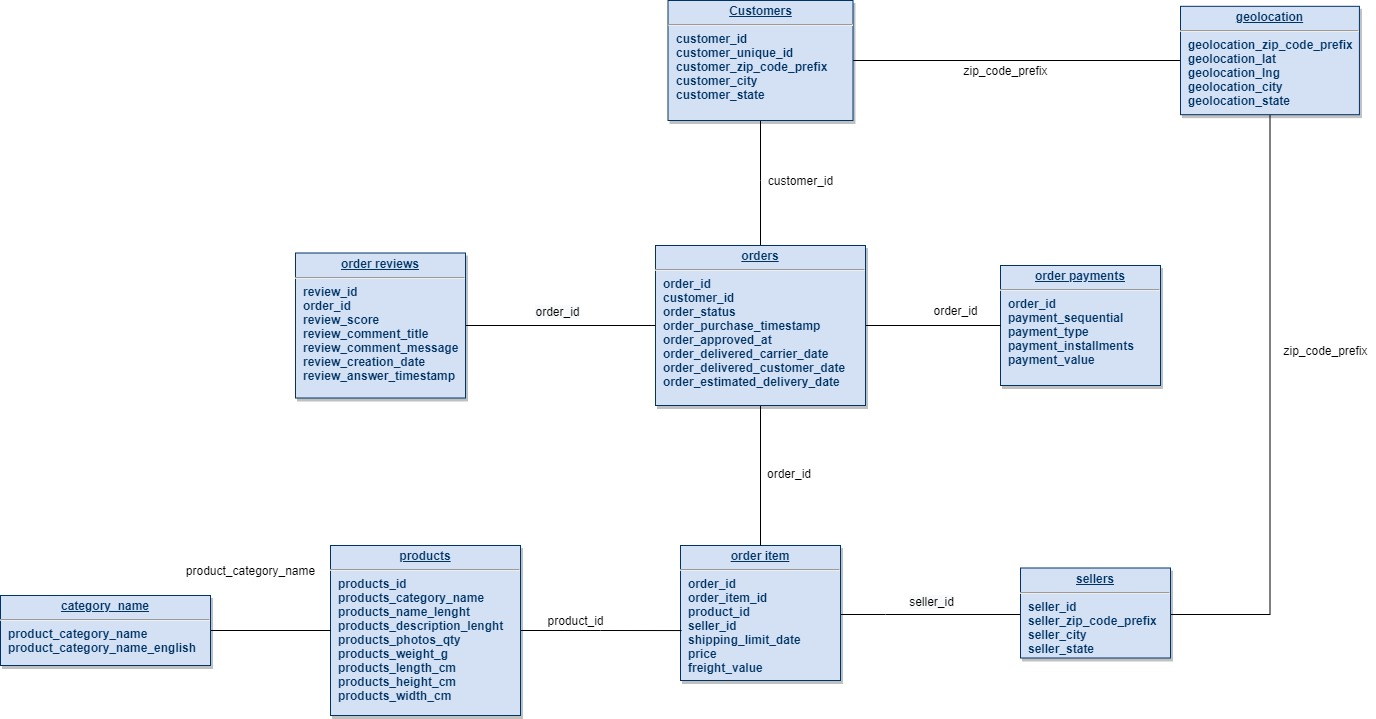 Customers
customer_id
customer_unique_id
customer_zip_code_prefix
customer_city
customer_state
zip_code_prefix
geolocation
geolocation_zip_code_prefix
geolocation_lat
geolocation_lng
geolocation_city
geolocation_state
customer_id
order reviews
review_id
order_id
review_score
review_comment_title
review_comment_message
review_creation_date
review_answer_timestamp
order_id
orders
order_id
customer_id
order_status
order_purchase_timestamp
order_approved_at
order_delivered_carrier_date
order_delivered_customer_date
order_estimated_delivery_date
order_id
order payments
order_id
payment_sequential
payment_type
payment_installments
payment_value
zip_code_prefix
order_id
category_name
product_category_name
product_category_name_english
product_category_name
products
products_id
products_category_name
products_name_lenght
products_description_lenght
products_photos_qty
products_weight_g
products_length_cm
products_height_cm
products_width_cm
product_id
order item
order_id
order_item_id
product_id
seller_id
shipping_limit_date
price
freight_value
seller_id
sellers
seller_id
seller_zip_code_prefix
seller_city
seller_state